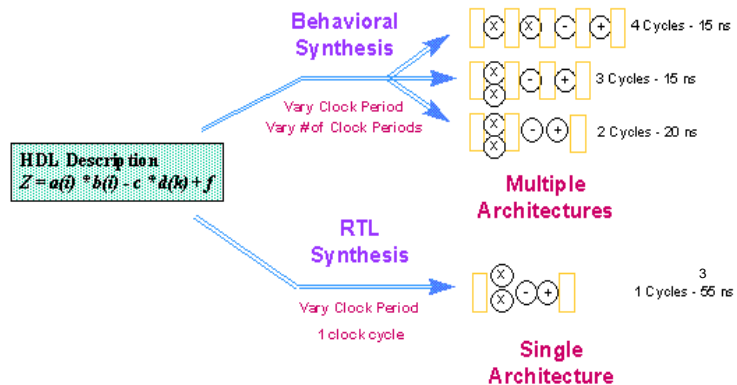 Behavioral
Synthesis
Vary Clock Period
Vary # of Clock Periods
X X - + 4 Cycles - 15 ns
X X - + 3 Cycles - 15 ns
X X - + 2 Cycles - 20 ns
Multiple
Architectures
HDL Description
Z = a(i) * b(i) - c * d(k) + f
RTL
Synthesis
Vary Clock Period
1 clock cycle
X X - +
3
1 Cycles - 55 ns
Single
Architecture